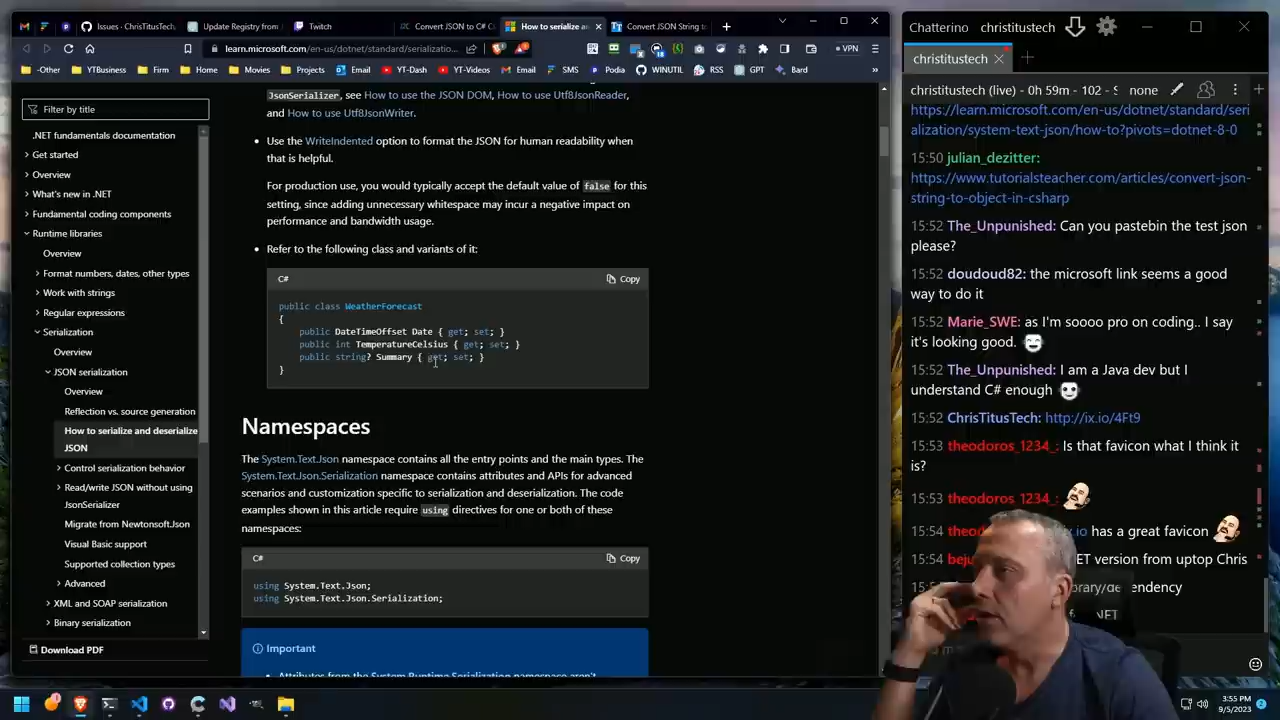 Issues · ChrisTitusTech
Update Registry from
Twitch
Convert JSON to C# C
How to serialize an
Convert JSON String to
learn.microsoft.com/en-us/dotnet/standard/serializatio...
VPN
-Other
YTBusiness
Firm
Home
Movies
Projects
Email
YT-Dash
YT-Videos
Email
SMS
Podia
WINUTIL
RSS
GPT
Bard
Filter by title
.NET fundamentals documentation
Get started
Overview
What's new in .NET
Fundamental coding components
Runtime libraries
Overview
Format numbers, dates, other types
Work with strings
Regular expressions
Serialization
Overview
JSON serialization
Overview
Reflection vs. source generation
How to serialize and deserialize
JSON
Control serialization behavior
Read/write JSON without using
JsonSerializer
Migrate from Newtonsoft.Json
Visual Basic support
Supported collection types
Advanced
XML and SOAP serialization
Binary serialization
Download PDF
JsonSerializer, see How to use the JSON DOM, How to use Utf8JsonReader,
and How to use Utf8JsonWriter.
Use the WriteIndented option to format the JSON for human readability when
that is helpful.
For production use, you would typically accept the default value of false for this
setting, since adding unnecessary whitespace may incur a negative impact on
performance and bandwidth usage.
Refer to the following class and variants of it:
C#
Copy
public class WeatherForecast
{
public DateTimeOffset Date { get; set; }
public int TemperatureCelsius { get; set; }
public string? Summary { get; set; }
}
Namespaces
The System.Text.Json namespace contains all the entry points and the main types. The
System.Text.Json.Serialization namespace contains attributes and APIs for advanced
scenarios and customization specific to serialization and deserialization. The code
examples shown in this article require using directives for one or both of these
namespaces:
C#
Copy
using System.Text.Json;
using System.Text.Json.Serialization;
Important
Attributes from the System.Runtime.Serialization namespace aren't
Chatterino
christitustech
christitustech
christitustech (live) - 0h 59m - 102 -
none
https://learn.microsoft.com/en-us/dotnet/standard/seri
alization/system-text-json/how-to?pivots=dotnet-8-0
15:50 julian_dezitter:
https://www.tutorialsteacher.com/articles/convert-json-
string-to-object-in-csharp
15:52 The_Unpunished: Can you pastebin the test json
please?
15:52 doudoud82: the microsoft link seems a good
way to do it
15:52 Marie_SWE: as I'm soooo pro on coding.. I say
it's looking good.
15:52 The_Unpunished: I am a Java dev but I
understand C# enough
15:52 ChrisTitusTech: http://ix.io/4Ft9
15:53 theodoros_1234_: Is that favicon what I think it
is?
15:53 theodoros_1234_:
15:54 has a great favicon
15:54 version from uptop Chris
3:55 PM
9/5/2023